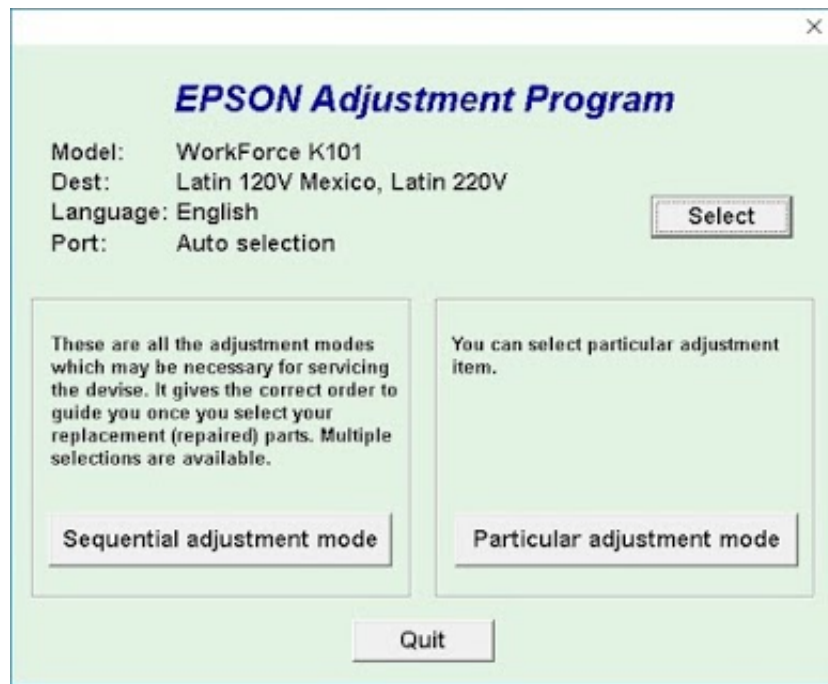 EPSON Adjustment Program
Model: WorkForce K101
Dest: Latin 120V Mexico, Latin 220V
Language: English
Port: Auto selection
Select
These are all the adjustment modes
which may be necessary for servicing
the devise. It gives the correct order to
guide you once you select your
replacement (repaired) parts. Multiple
selections are available.
Sequential adjustment mode
You can select particular adjustment
item.
Particular adjustment mode
Quit